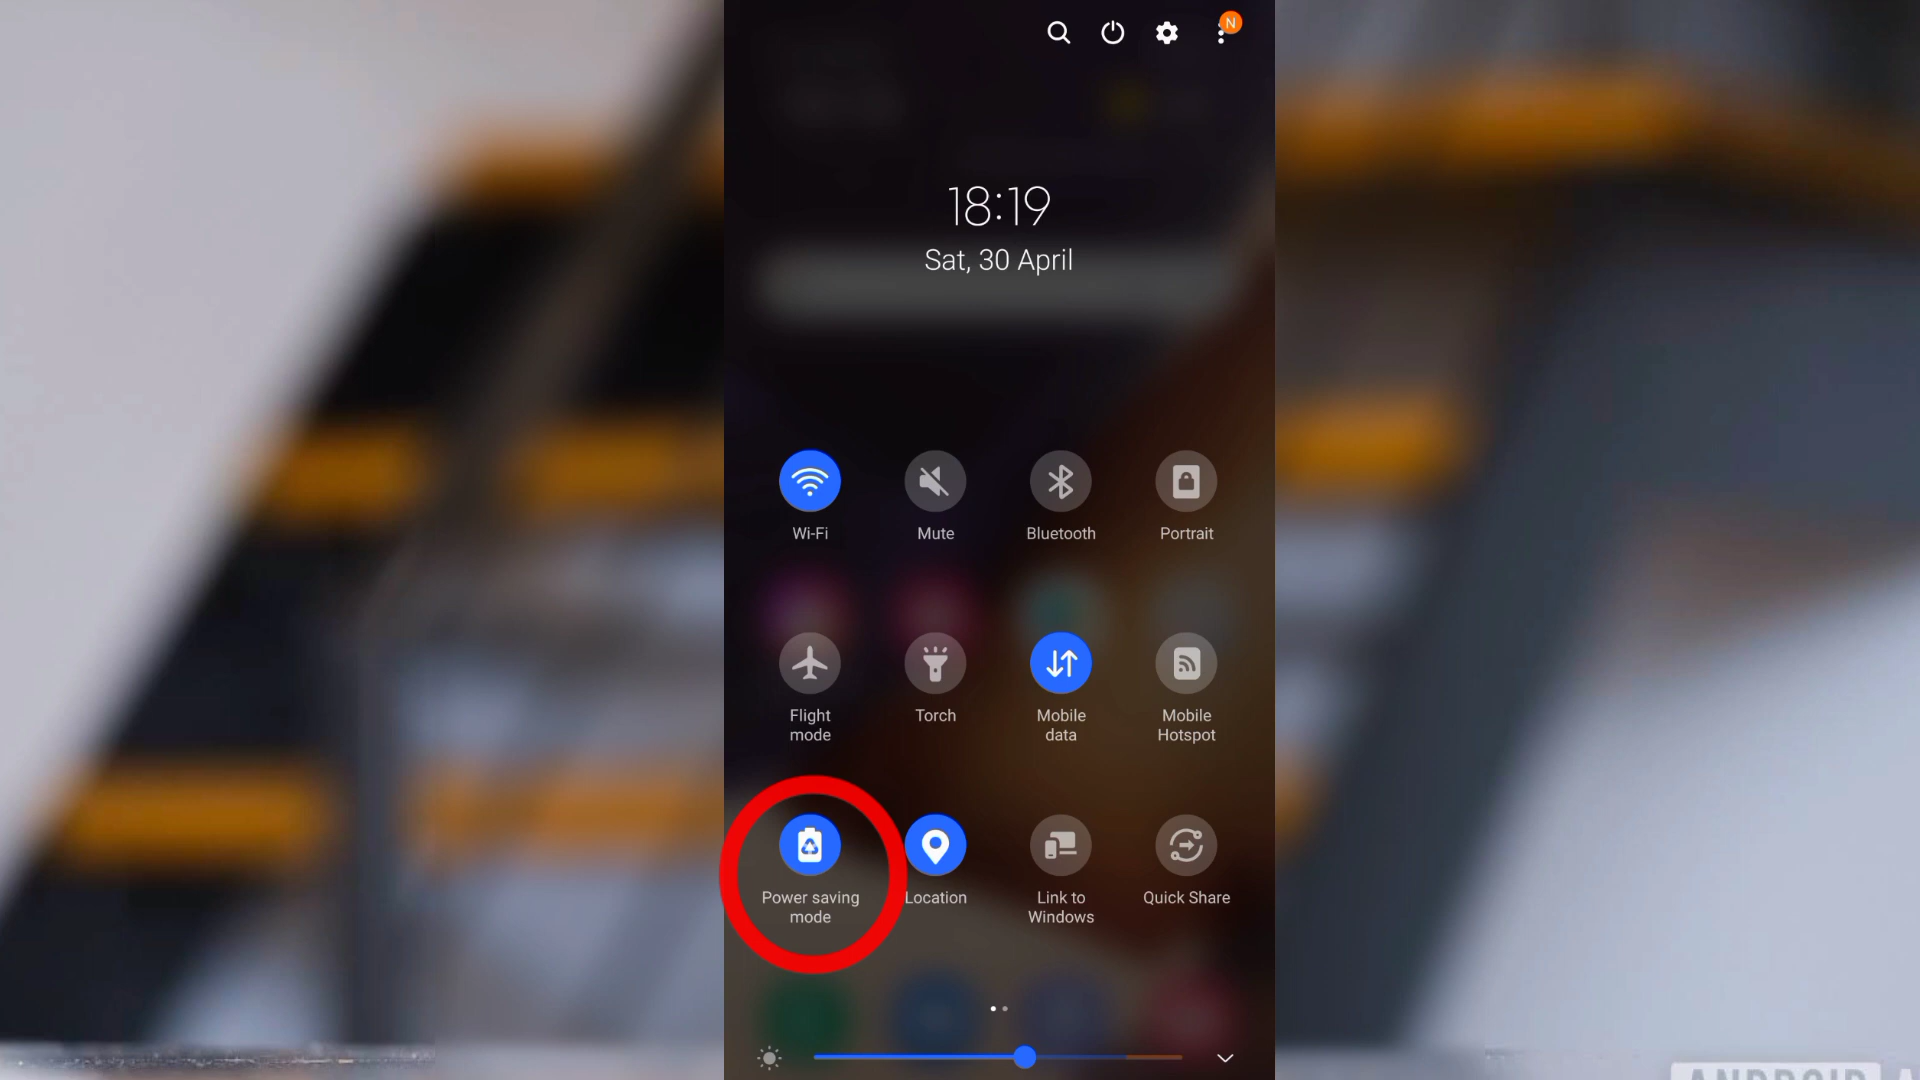 N
18:19
Sat, 30 April
Wi-Fi
Mute
Bluetooth
Portrait
Flight
mode
Torch
Mobile
data
Mobile
Hotspot
Power saving
mode
Location
Link to
Windows
Quick Share